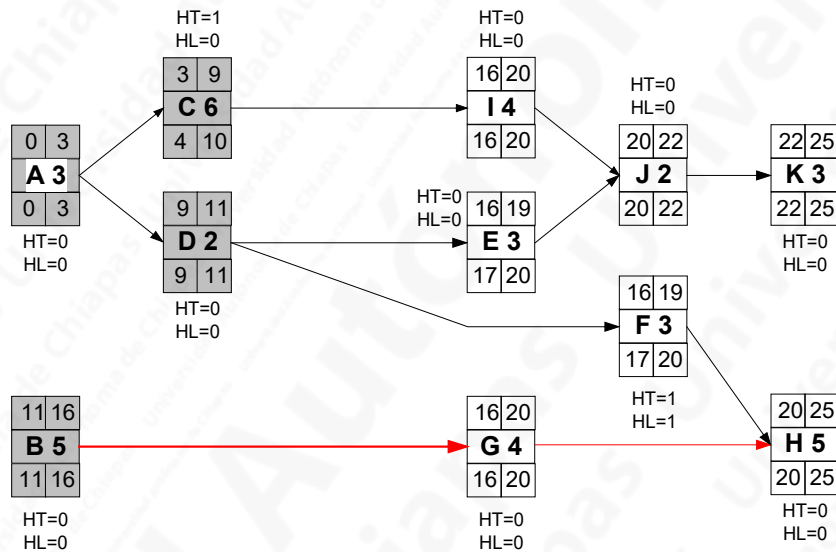 HT=1
HL=0
3 9
C 6
4 10
HT=0
HL=0
16 20
I 4
16 20
0 3
A 3
0 3
HT=0
HL=0
HT=0
HL=0
20 22
J 2
20 22
22 25
K 3
22 25
HT=0
HL=0
9 11
D 2
9 11
HT=0
HL=0
HT=0
HL=0
16 19
E 3
17 20
16 19
F 3
17 20
HT=1
HL=1
11 16
B 5
11 16
HT=0
HL=0
16 20
G 4
16 20
HT=0
HL=0
20 25
H 5
20 25
HT=0
HL=0